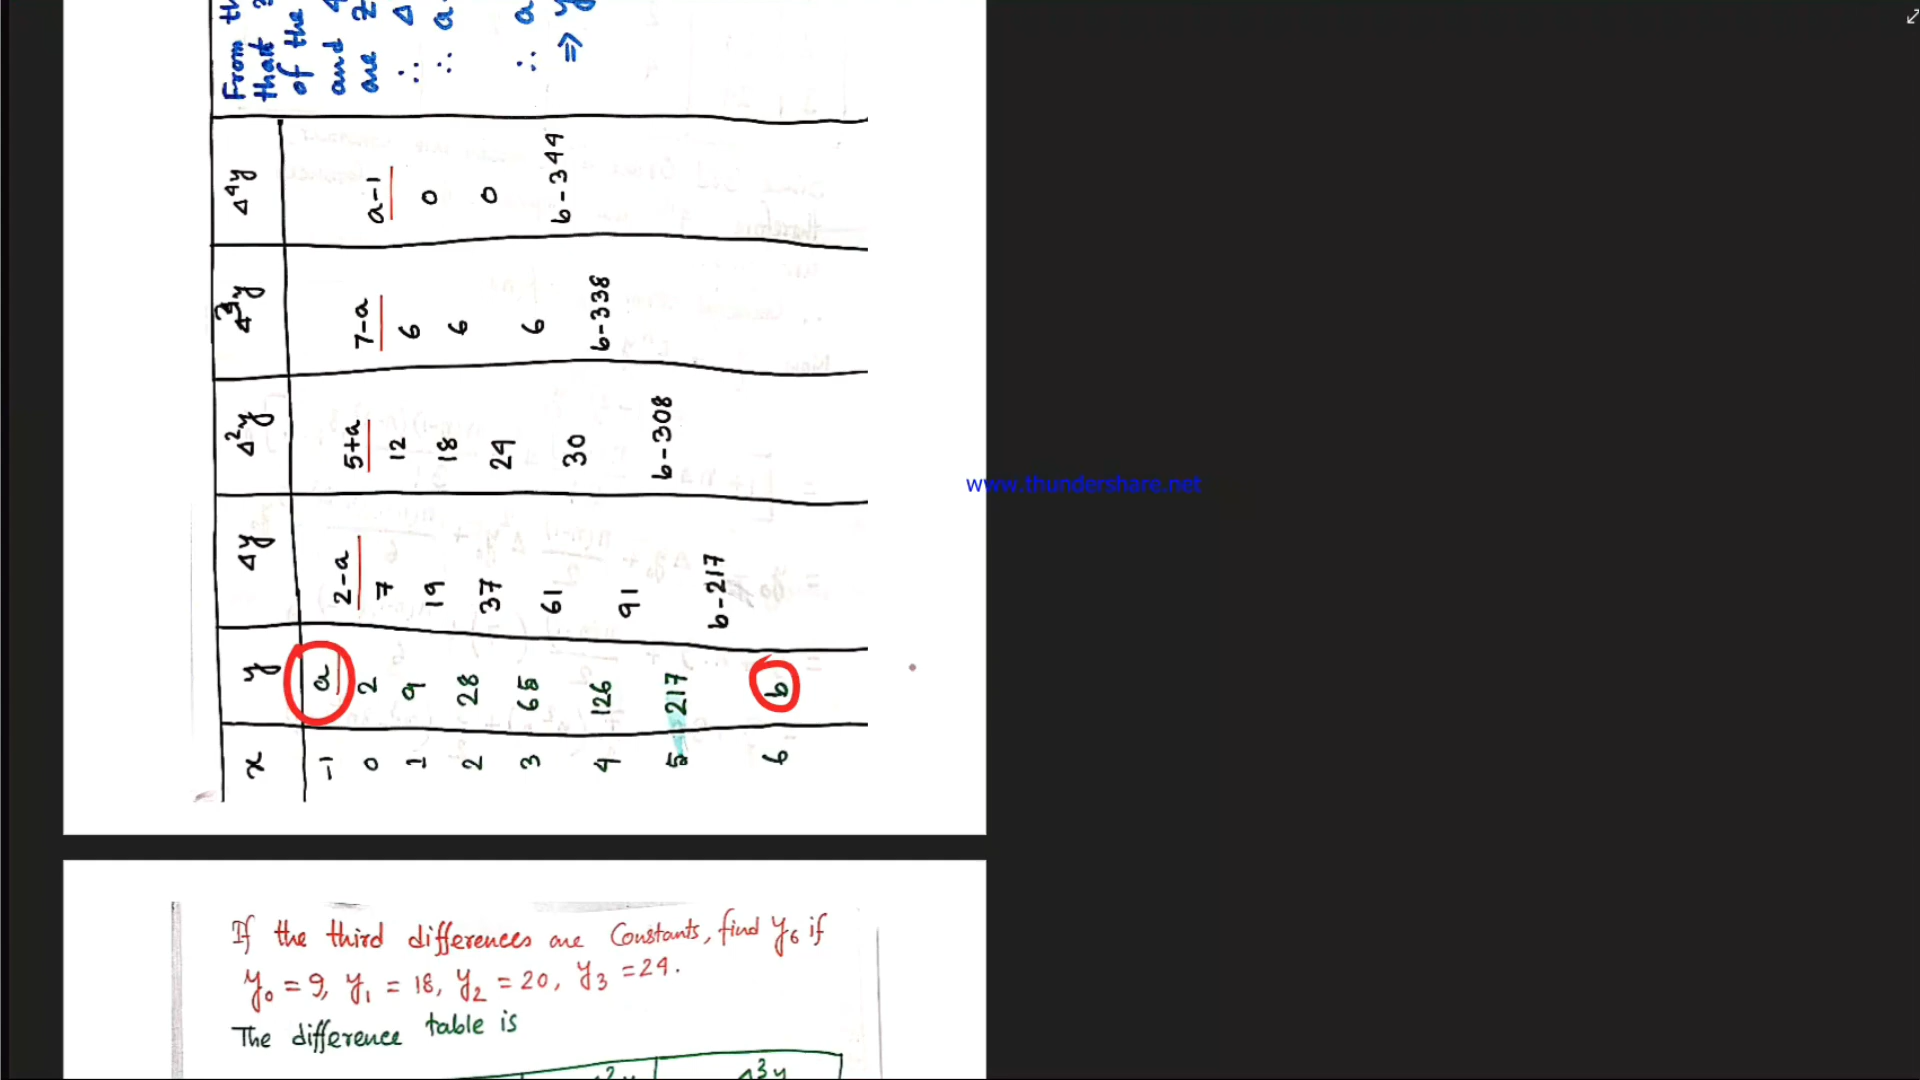 x y Δy Δ²y Δ³y Δ⁴y
-1 a 2-a 5+a 7-a a-1
0 2 7 12 6 0
1 9 19 18 6 0
2 28 37 24 6 b-344
3 65 61 30 b-338
4 126 91 b-308
5 217 b-217
6 b
From
that
of the
and
are
∴
∴ a
∴ a
⇒ y
www.thundershare.net
If the third differences are Constants, find y₆ if
y₀ = 9, y₁ = 18, y₂ = 20, y₃ = 24.
The difference table is